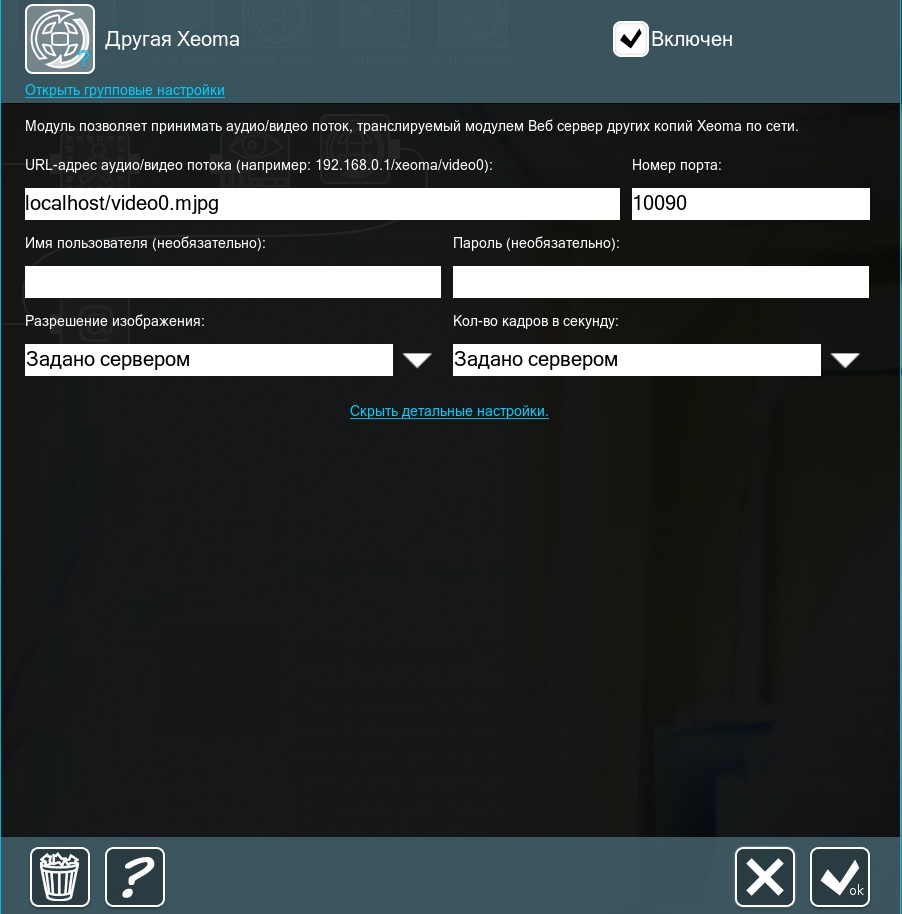 Другая Xeoma
Включен
Открыть групповые настройки
Модуль позволяет принимать аудио/видео поток, транслируемый модулем Веб сервер других копий Xeoma по сети.
URL-адрес аудио/видео потока (например: 192.168.0.1/xeoma/video0):
Номер порта:
localhost/video0.mjpg
10090
Имя пользователя (необязательно):
Пароль (необязательно):
Разрешение изображения:
Кол-во кадров в секунду:
Задано сервером
Задано сервером
Скрыть детальные настройки.
ok